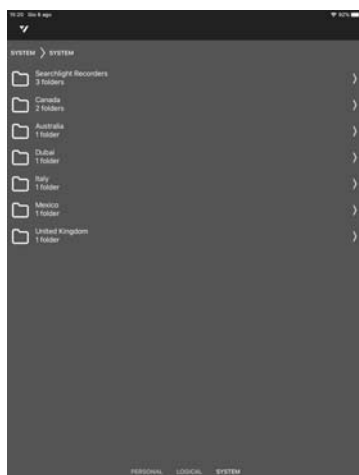 SYSTEM > SYSTEM
Searchlight Recorders
3 folders
Canada
2 folders
Australia
1 folder
Dubai
1 folder
Italy
1 folder
Mexico
1 folder
United Kingdom
1 folder
PERSONAL LOGICAL SYSTEM